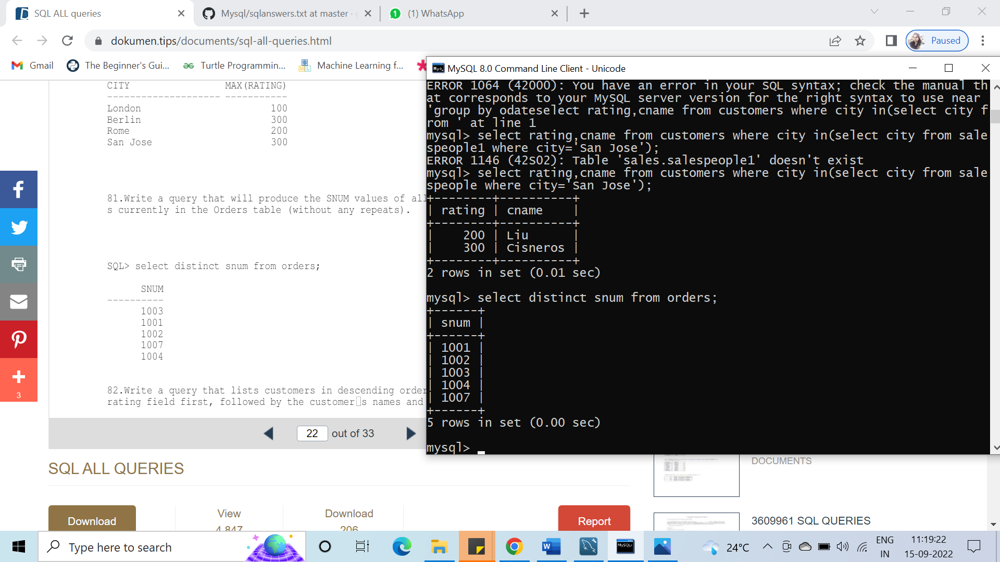 SQL ALL queries
Mysql/sqlanswers.txt at master ·
(1) WhatsApp
dokumen.tips/documents/sql-all-queries.html
Paused
Gmail
The Beginner's Gui...
Turtle Programmin...
Machine Learning f...
MySQL 8.0 Command Line Client - Unicode
CITY MAX(RATING)
-------------------- -----------
London 100
Berlin 300
Rome 200
San Jose 300
81.Write a query that will produce the SNUM values of all
s currently in the Orders table (without any repeats).
SQL> select distinct snum from orders;
SNUM
----------
1003
1001
1002
1007
1004
82.Write a query that lists customers in descending order
rating field first, followed by the customer s names and
3
22 out of 33
ERROR 1064 (42000): You have an error in your SQL syntax; check the manual th
at corresponds to your MySQL server version for the right syntax to use near
'group by odateselect rating,cname from customers where city in(select city f
rom ' at line 1
mysql> select rating,cname from customers where city in(select city from sale
speople1 where city='San Jose');
ERROR 1146 (42S02): Table 'sales.salespeople1' doesn't exist
mysql> select rating,cname from customers where city in(select city from sale
speople where city='San Jose');
+--------+----------+
| rating | cname    |
+--------+----------+
|    200 | Liu      |
|    300 | Cisneros |
+--------+----------+
2 rows in set (0.01 sec)
mysql> select distinct snum from orders;
+------+
| snum |
+------+
| 1001 |
| 1002 |
| 1003 |
| 1004 |
| 1007 |
+------+
5 rows in set (0.00 sec)
mysql>
SQL ALL QUERIES
Download
View
4,847
Download
206
Report
DOCUMENTS
3609961 SQL QUERIES
Type here to search
MySQL
24°C
ENG
IN
11:19:22
15-09-2022